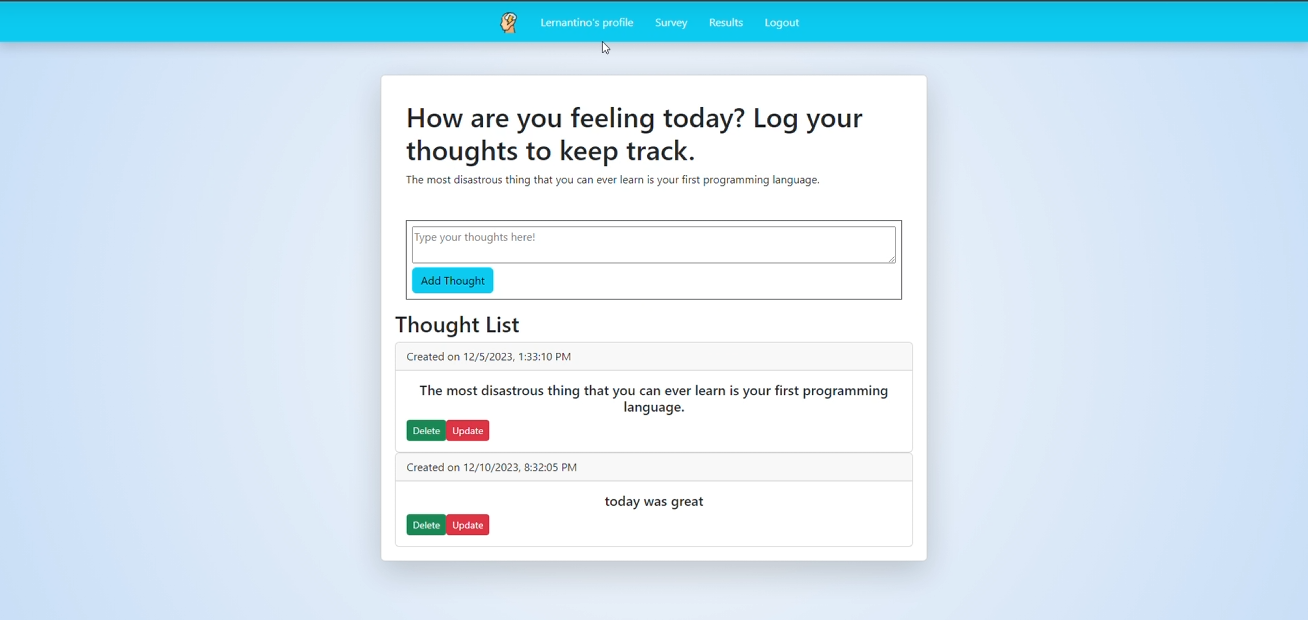 Lernantino's profile Survey Results Logout
How are you feeling today? Log your
thoughts to keep track.
The most disastrous thing that you can ever learn is your first programming language.
Type your thoughts here!
Add Thought
Thought List
Created on 12/5/2023, 1:33:10 PM
The most disastrous thing that you can ever learn is your first programming
language.
Delete Update
Created on 12/10/2023, 8:32:05 PM
today was great
Delete Update